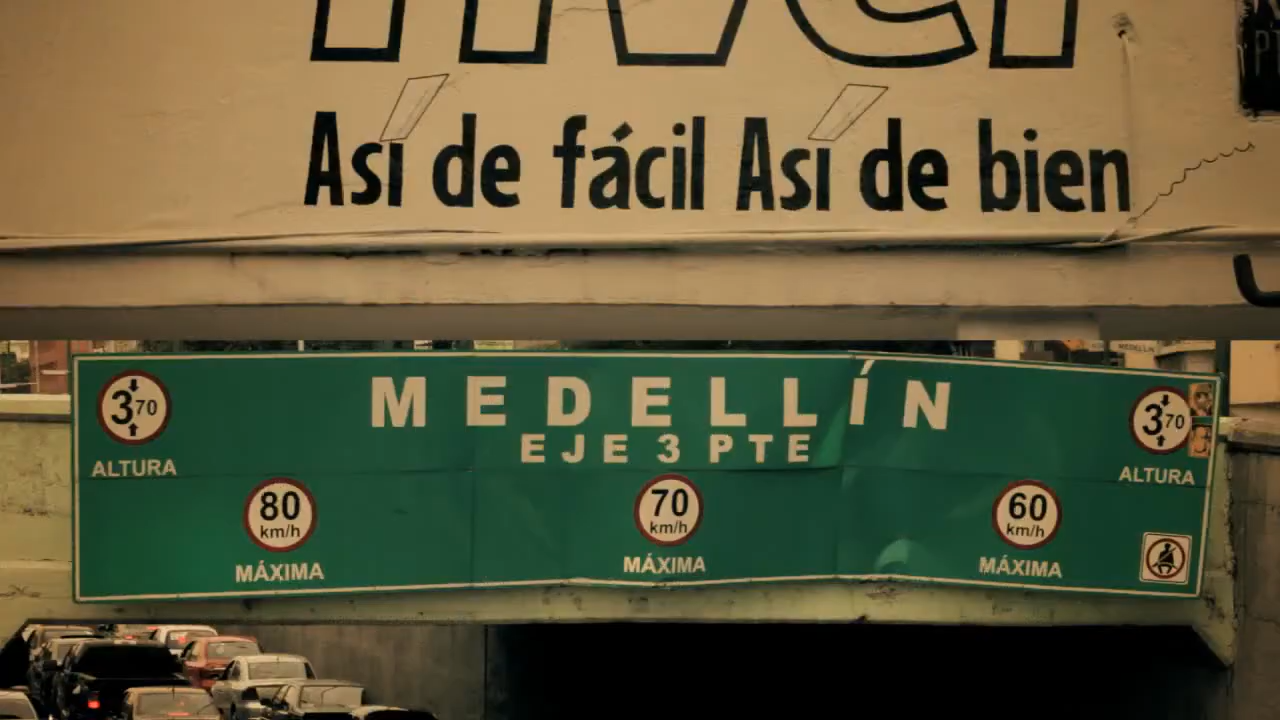 Así de fácil Así de bien
MEDELLÍN
MEDELLÍN
EJE 3 PTE
3.70
ALTURA
3.70
ALTURA
80
km/h
MÁXIMA
70
km/h
MÁXIMA
60
km/h
MÁXIMA